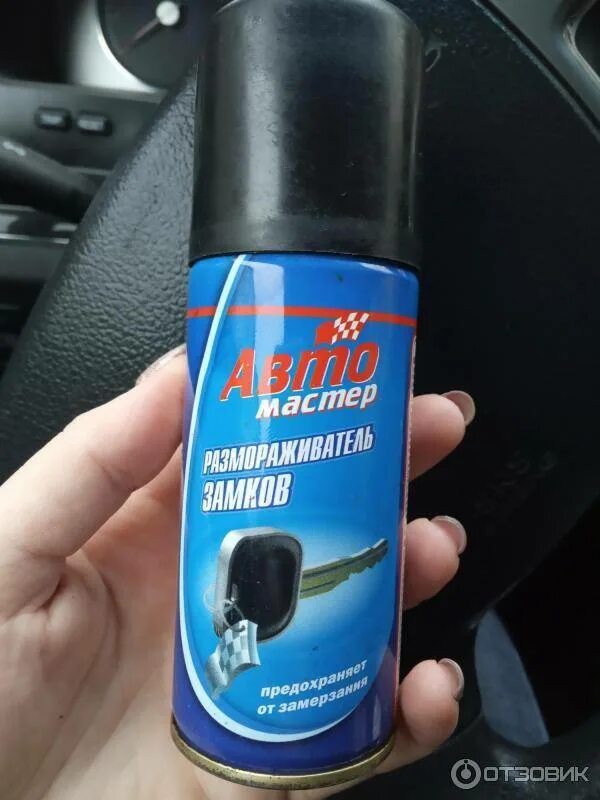 Авто
мастер
РАЗМОРАЖИВАТЕЛЬ
ЗАМКОВ
предохраняет
от замерзания
ОТЗОВИК